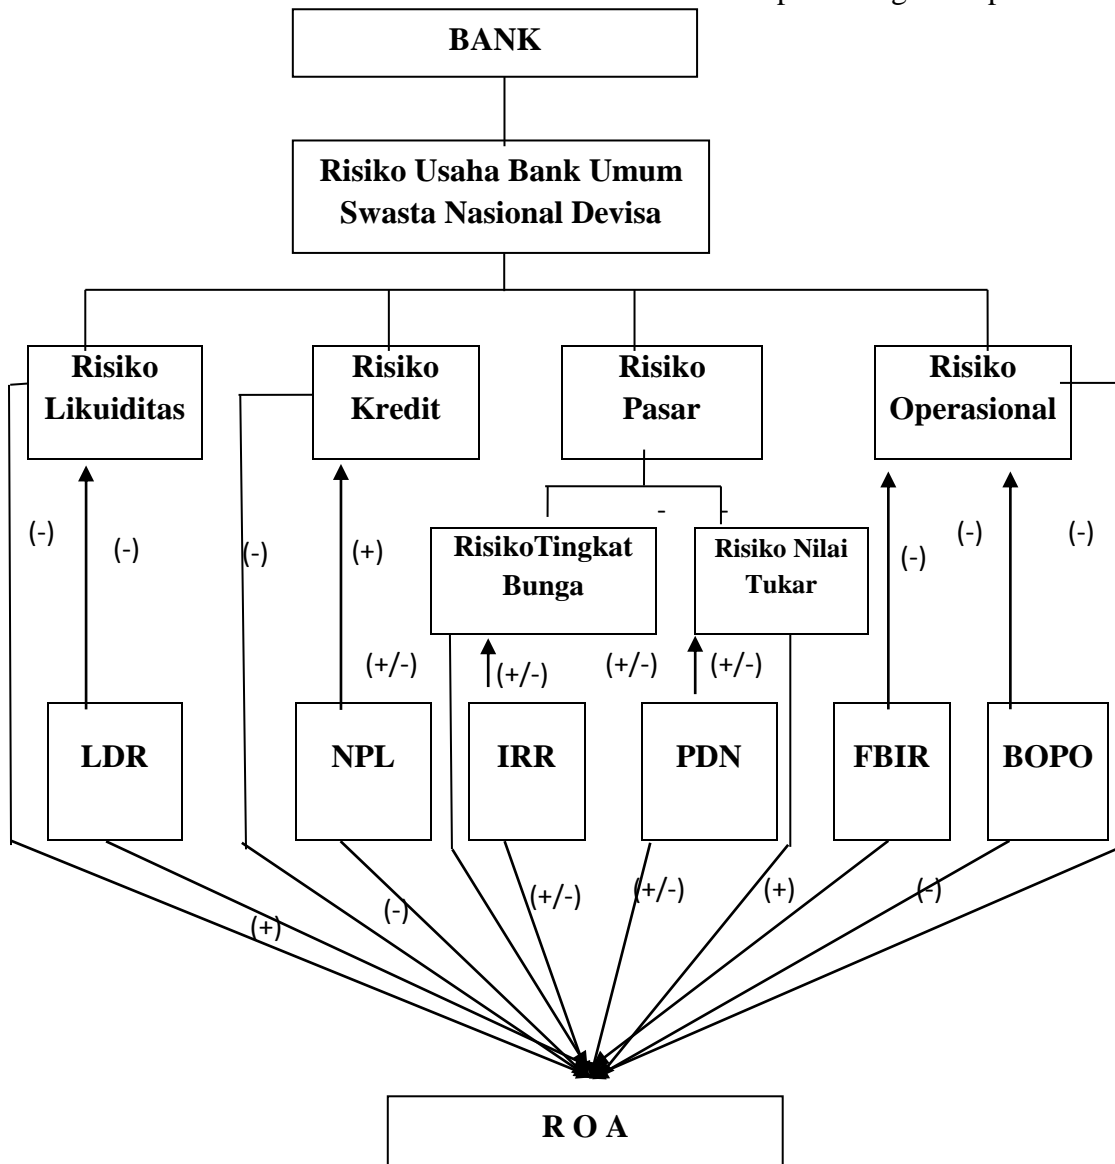 BANK
Risiko Usaha Bank Umum
Swasta Nasional Devisa
Risiko
Likuiditas
Risiko
Kredit
Risiko
Pasar
Risiko
Operasional
(-)
(-)
(-)
(+)
- -
(-)
(-)
(-)
RisikoTingkat
Bunga
Risiko Nilai
Tukar
(+/-)
(+/-)
(+/-)
(+/-)
LDR
NPL
IRR
PDN
FBIR
BOPO
(+)
(-)
(+/-)
(+/-)
(+)
(-)
R O A